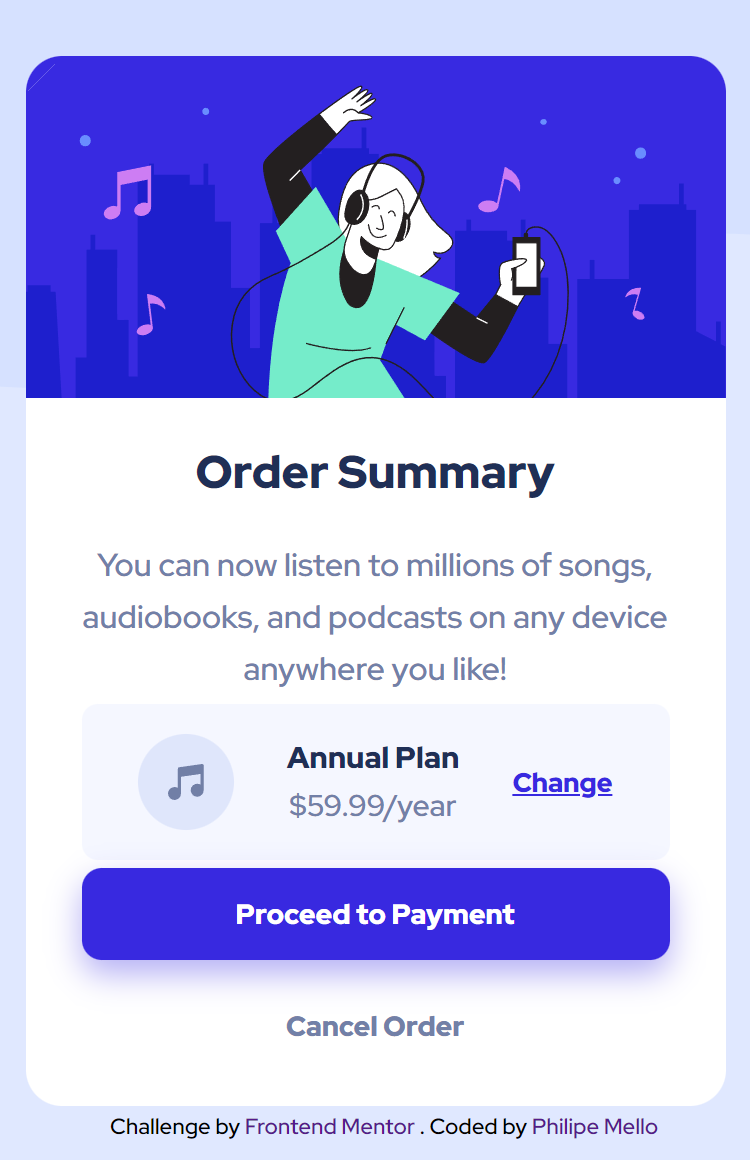 Order Summary
You can now listen to millions of songs,
audiobooks, and podcasts on any device
anywhere you like!
Annual Plan
$59.99/year
Change
Proceed to Payment
Cancel Order
Challenge by Frontend Mentor . Coded by Philipe Mello